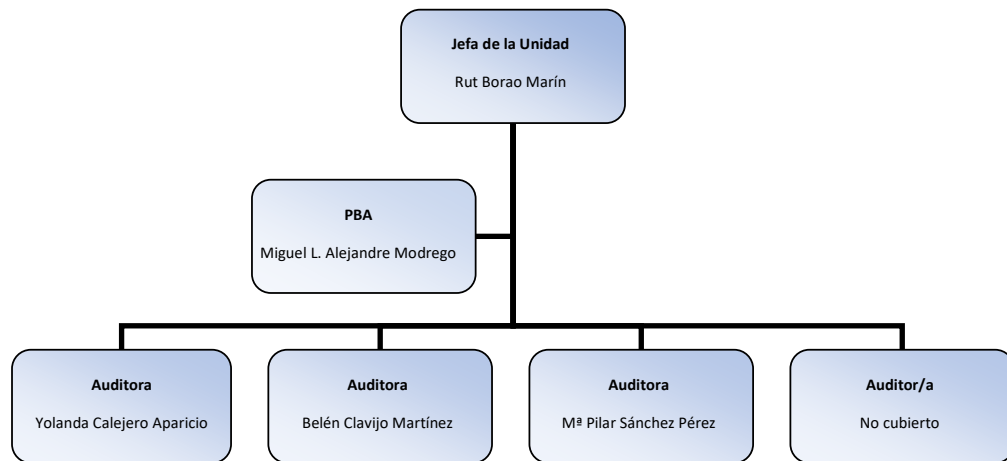 Jefa de la Unidad
Rut Borao Marín
PBA
Miguel L. Alejandre Modrego
Auditora
Yolanda Calejero Aparicio
Auditora
Belén Clavijo Martínez
Auditora
Mª Pilar Sánchez Pérez
Auditor/a
No cubierto